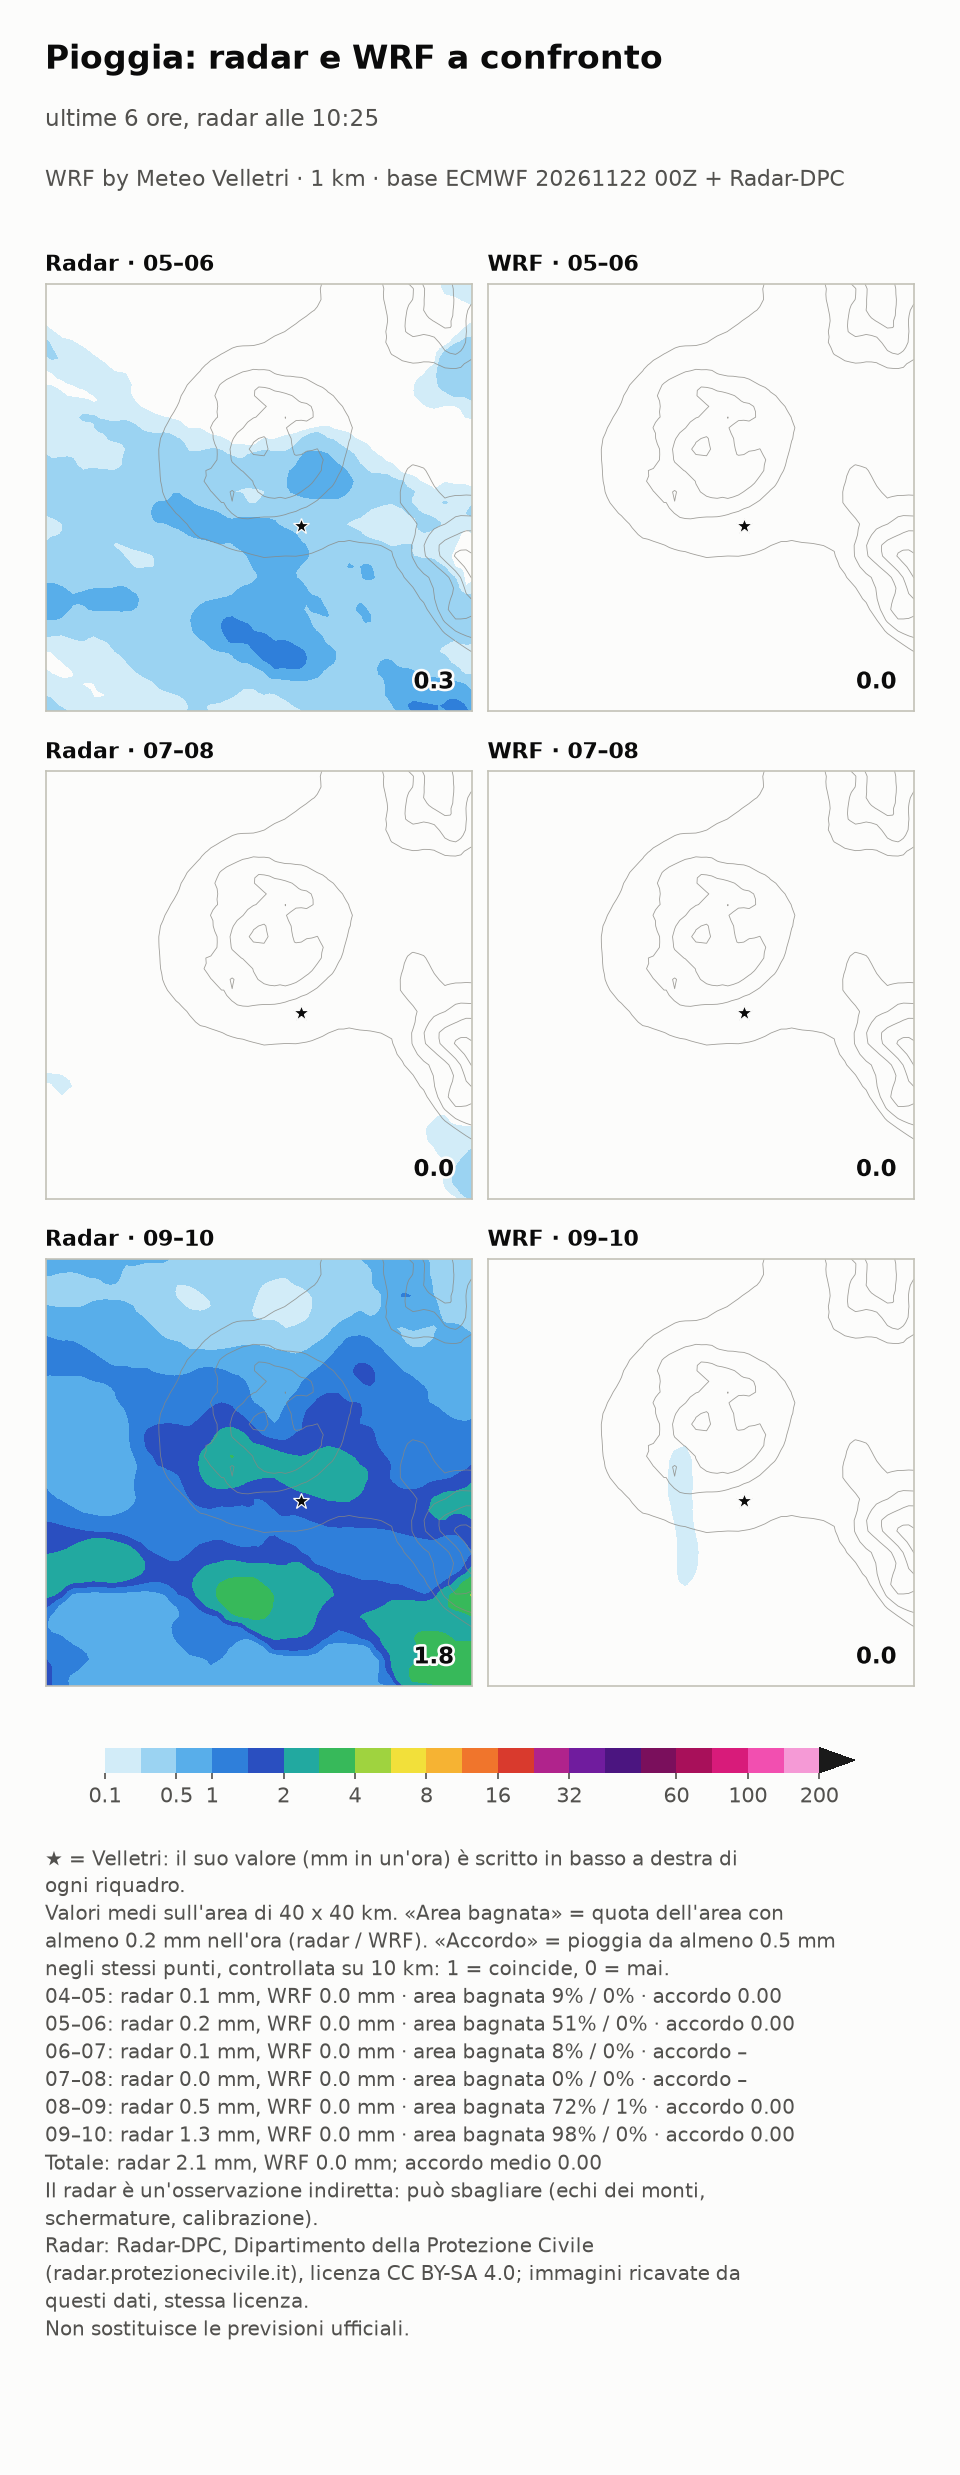 Pioggia: radar e WRF a confronto
ultime 6 ore, radar alle 10:25
WRF by Meteo Velletri · 1 km · base ECMWF 20261122 00Z + Radar-DPC
Radar · 05–06
WRF · 05–06
0.3
0.0
Radar · 07–08
WRF · 07–08
0.0
0.0
Radar · 09–10
WRF · 09–10
1.8
0.0
0.1 0.5 1 2 4 8 16 32 60 100 200
★ = Velletri: il suo valore (mm in un'ora) è scritto in basso a destra di
ogni riquadro.
Valori medi sull'area di 40 x 40 km. «Area bagnata» = quota dell'area con
almeno 0.2 mm nell'ora (radar / WRF). «Accordo» = pioggia da almeno 0.5 mm
negli stessi punti, controllata su 10 km: 1 = coincide, 0 = mai.
04–05: radar 0.1 mm, WRF 0.0 mm · area bagnata 9% / 0% · accordo 0.00
05–06: radar 0.2 mm, WRF 0.0 mm · area bagnata 51% / 0% · accordo 0.00
06–07: radar 0.1 mm, WRF 0.0 mm · area bagnata 8% / 0% · accordo –
07–08: radar 0.0 mm, WRF 0.0 mm · area bagnata 0% / 0% · accordo –
08–09: radar 0.5 mm, WRF 0.0 mm · area bagnata 72% / 1% · accordo 0.00
09–10: radar 1.3 mm, WRF 0.0 mm · area bagnata 98% / 0% · accordo 0.00
Totale: radar 2.1 mm, WRF 0.0 mm; accordo medio 0.00
Il radar è un'osservazione indiretta: può sbagliare (echi dei monti,
schermature, calibrazione).
Radar: Radar-DPC, Dipartimento della Protezione Civile
(radar.protezionecivile.it), licenza CC BY-SA 4.0; immagini ricavate da
questi dati, stessa licenza.
Non sostituisce le previsioni ufficiali.